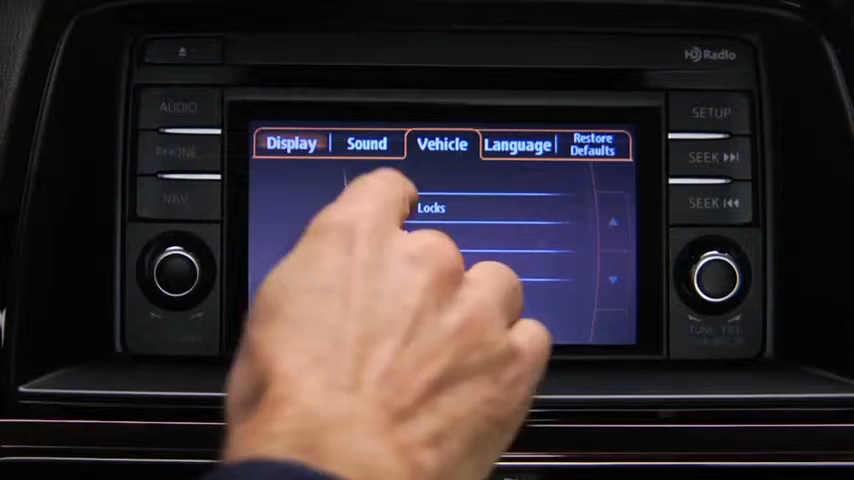 HD Radio
AUDIO
PHONE
NAV
SETUP
SEEK
SEEK
Display
Sound
Vehicle
Language
Restore
Defaults
Locks